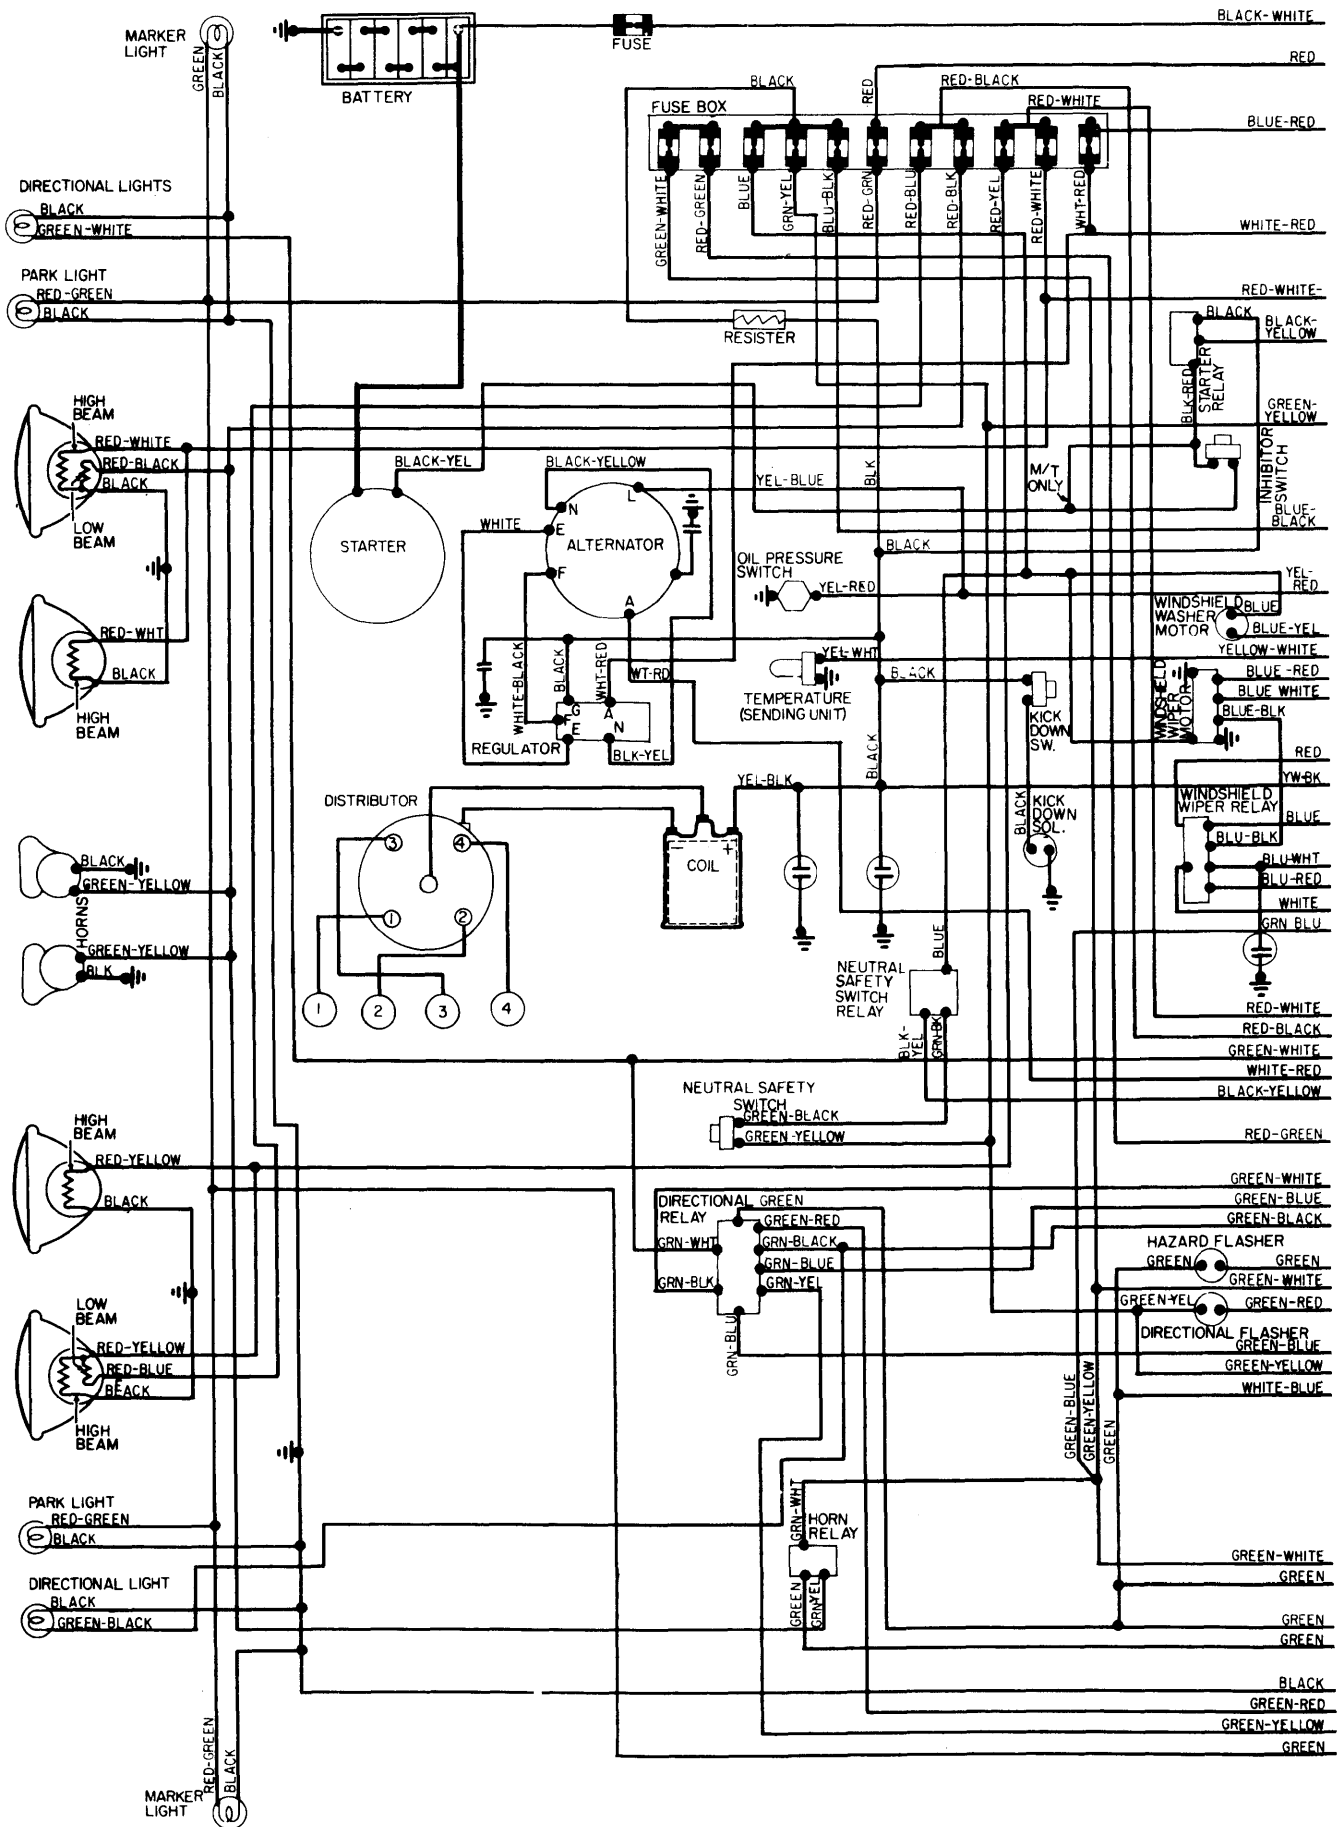 BLACK-WHITE
FUSE
MARKER
LIGHT
GREEN
BLACK
BATTERY
RED
BLACK
RED
RED-BLACK
RED-WHITE
FUSE BOX
BLUE-RED
GREEN-WHITE
RED-GREEN
BLUE
GRN-YEL
BLU-BLK
RED-GRN
RED-BLU
RED-BLK
RED-YEL
RED-WHITE
WHT-RED
DIRECTIONAL LIGHTS
BLACK
GREEN-WHITE
WHITE-RED
PARK LIGHT
RED-GREEN
BLACK
RED-WHITE-
RESISTER
BLACK
BLACK-
YELLOW
BLK-RED
STARTER
RELAY
HIGH
BEAM
RED-WHITE
RED-BLACK
BLACK
LOW
BEAM
GREEN-
YELLOW
INHIBITOR
SWITCH
M/T
ONLY
BLACK-YEL
BLACK-YELLOW
YEL-BLUE
BLK
BLUE-
BLACK
WHITE
STARTER
ALTERNATOR
L
N
E
F
A
BLACK
OIL PRESSURE
SWITCH
YEL-RED
YEL-
RED
WINDSHIELD
WASHER
MOTOR
BLUE
BLUE-YEL
RED-WHT
BLACK
HIGH
BEAM
WHITE-BLACK
BLACK
WHT-RED
WT-RD
YEL-WHT
YELLOW-WHITE
TEMPERATURE
(SENDING UNIT)
BLACK
KICK
DOWN
SW.
WINDSHIELD
WIPER
MOTOR
BLUE-RED
BLUE WHITE
BLUE-BLK
G
F
A
E
N
REGULATOR
BLK-YEL
BLACK
RED
YW-BK
DISTRIBUTOR
YEL-BLK
3
4
1
2
COIL
-
+
BLACK
KICK
DOWN
SOL.
WINDSHIELD
WIPER RELAY
BLUE
BLU-BLK
BLU-WHT
BLU-RED
WHITE
GRN BLU
BLACK
GREEN-YELLOW
HORNS
GREEN-YELLOW
BLK
1
2
3
4
BLUE
NEUTRAL
SAFETY
SWITCH
RELAY
BLK-
YEL
GRN-BK
RED-WHITE
RED-BLACK
GREEN-WHITE
WHITE-RED
BLACK-YELLOW
NEUTRAL SAFETY
SWITCH
GREEN-BLACK
GREEN-YELLOW
RED-GREEN
HIGH
BEAM
RED-YELLOW
BLACK
GREEN-WHITE
GREEN-BLUE
GREEN-BLACK
DIRECTIONAL
RELAY
GREEN
GREEN-RED
GRN-WHT
GRN-BLACK
GRN-BLUE
GRN-BLK
GRN-YEL
GRN-BLU
HAZARD FLASHER
GREEN
GREEN
GREEN-WHITE
GREEN-YEL
GREEN-RED
DIRECTIONAL FLASHER
GREEN-BLUE
GREEN-YELLOW
WHITE-BLUE
LOW
BEAM
RED-YELLOW
RED-BLUE
BLACK
HIGH
BEAM
GREEN-BLUE
GREEN-YELLOW
GREEN
PARK LIGHT
RED-GREEN
BLACK
GRN-WHT
HORN
RELAY
GREEN
GRN-YEL
GREEN-WHITE
GREEN
DIRECTIONAL LIGHT
BLACK
GREEN-BLACK
GREEN
GREEN
BLACK
GREEN-RED
GREEN-YELLOW
GREEN
RED-GREEN
BLACK
MARKER
LIGHT